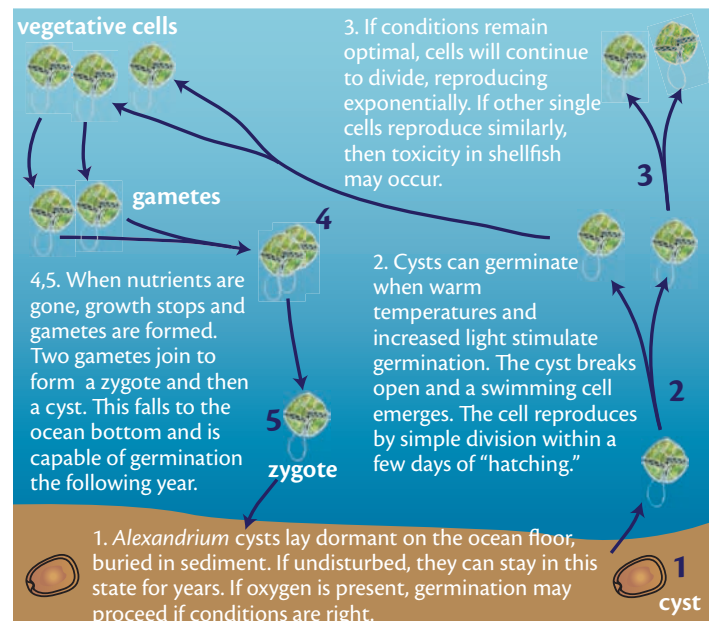 vegetative cells
3. If conditions remain
optimal, cells will continue
to divide, reproducing
exponentially. If other single
cells reproduce similarly,
then toxicity in shellfish
may occur.
3
gametes
4
4,5. When nutrients are
gone, growth stops and
gametes are formed.
Two gametes join to
form a zygote and then
a cyst. This falls to the
ocean bottom and is
capable of germination
the following year.
2. Cysts can germinate
when warm
temperatures and
increased light stimulate
germination. The cyst breaks
open and a swimming cell
emerges. The cell reproduces
by simple division within a
few days of “hatching.”
2
5
zygote
1. Alexandrium cysts lay dormant on the ocean floor,
buried in sediment. If undisturbed, they can stay in this
state for years. If oxygen is present, germination may
proceed if conditions are right.
1
cyst